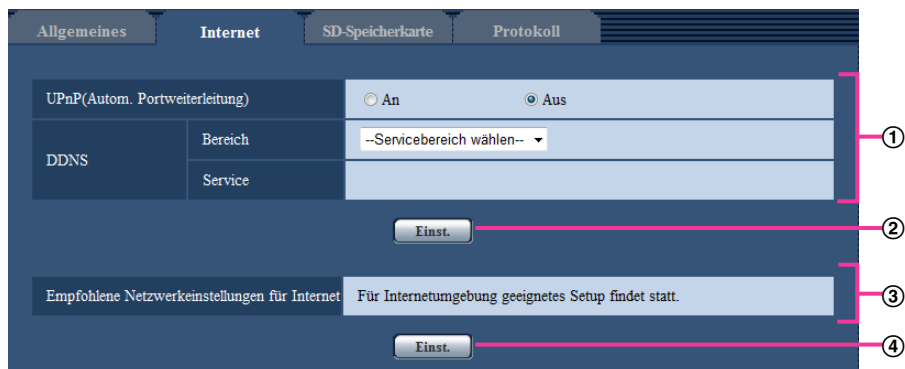 Allgemeines Internet SD-Speicherkarte Protokoll
UPnP(Autom. Portweiterleitung) An Aus
DDNS Bereich --Servicebereich wählen--
Service
①
Einst. ②
Empfohlene Netzwerkeinstellungen für Internet Für Internetumgebung geeignetes Setup findet statt. ③
Einst. ④